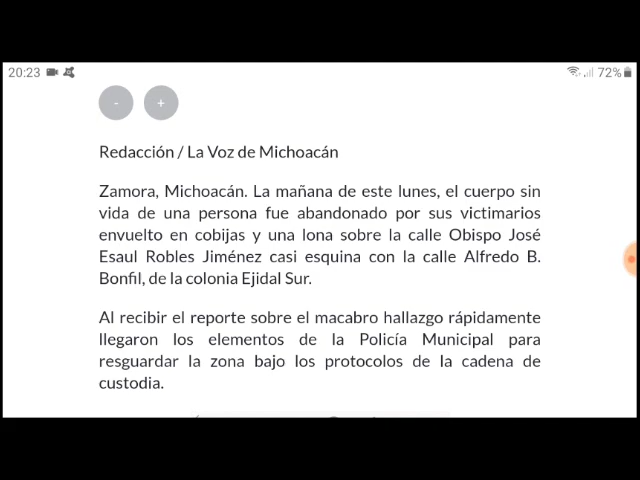 20:23 72%
- +
Redacción / La Voz de Michoacán
Zamora, Michoacán. La mañana de este lunes, el cuerpo sin
vida de una persona fue abandonado por sus victimarios
envuelto en cobijas y una lona sobre la calle Obispo José
Esaul Robles Jiménez casi esquina con la calle Alfredo B.
Bonfil, de la colonia Ejidal Sur.
Al recibir el reporte sobre el macabro hallazgo rápidamente
llegaron los elementos de la Policía Municipal para
resguardar la zona bajo los protocolos de la cadena de
custodia.